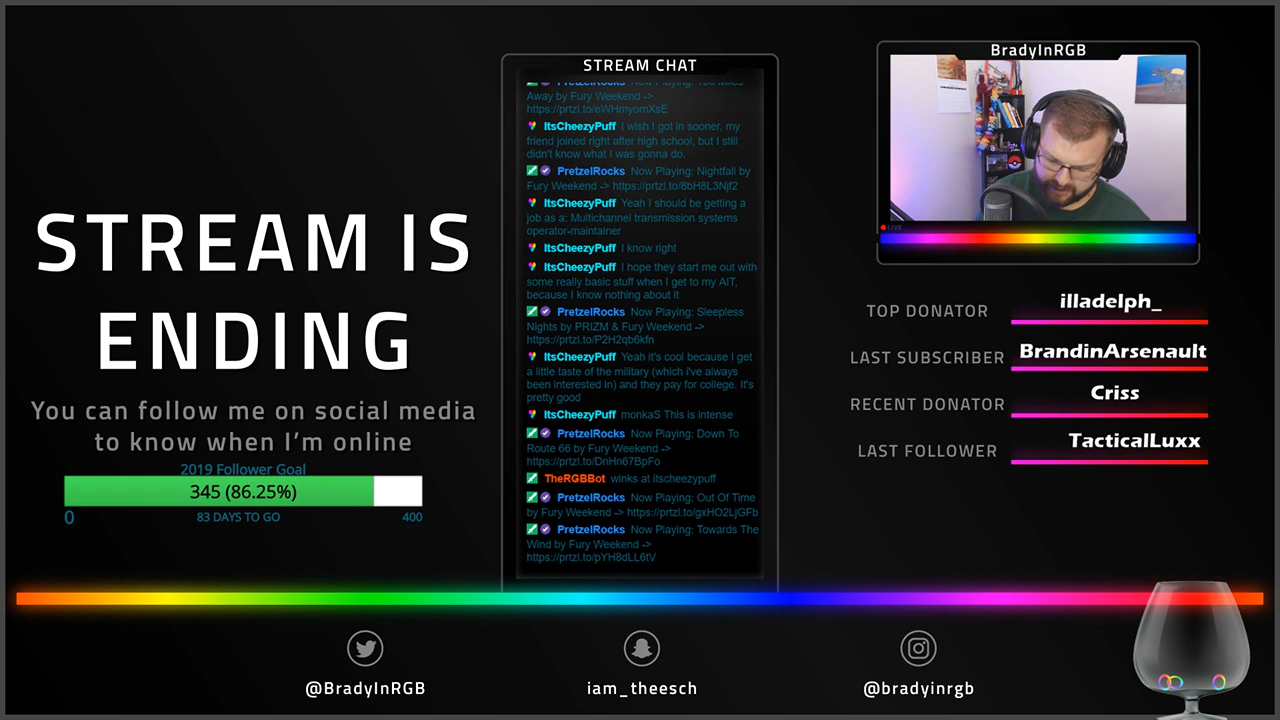 STREAM IS
ENDING
You can follow me on social media
to know when I'm online
2019 Follower Goal
345 (86.25%)
0
83 DAYS TO GO
400
STREAM CHAT
PretzelRocks Now Playing: 100 Miles
Away by Fury Weekend ->
https://prtzl.to/eWHmyomXsE
ItsCheezyPuff I wish I got in sooner, my
friend joined right after high school, but I still
didn't know what I was gonna do.
PretzelRocks Now Playing: Nightfall by
Fury Weekend -> https://prtzl.to/8bH8L3Njf2
ItsCheezyPuff Yeah I should be getting a
job as a: Multichannel transmission systems
operator-maintainer
ItsCheezyPuff I know right
ItsCheezyPuff I hope they start me out with
some really basic stuff when I get to my AIT,
because I know nothing about it
PretzelRocks Now Playing: Sleepless
Nights by PRIZM & Fury Weekend ->
https://prtzl.to/P2H2qb6kfn
ItsCheezyPuff Yeah it's cool because I get
a little taste of the military (which i've always
been interested in) and they pay for college. It's
pretty good
ItsCheezyPuff monkaS This is intense
PretzelRocks Now Playing: Down To
Route 66 by Fury Weekend ->
https://prtzl.to/DnHn67BpFo
TheRGBBot winks at itscheezypuff
PretzelRocks Now Playing: Out Of Time
by Fury Weekend -> https://prtzl.to/gxHO2LjGFb
PretzelRocks Now Playing: Towards The
Wind by Fury Weekend ->
https://prtzl.to/pYH8dLL6tV
BradyInRGB
LIVE
TOP DONATOR illadelph_
LAST SUBSCRIBER BrandinArsenault
RECENT DONATOR Criss
LAST FOLLOWER TacticalLuxx
@BradyInRGB
iam_theesch
@bradyinrgb